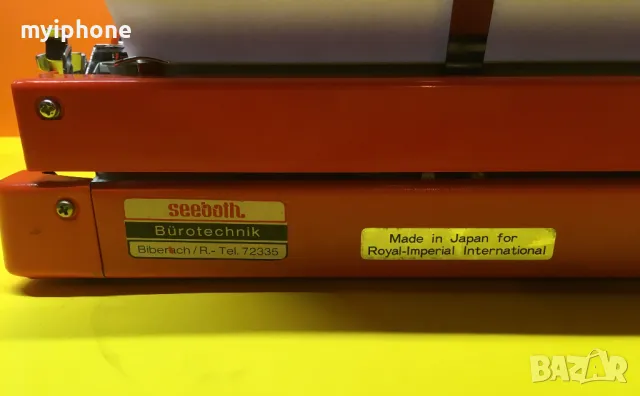 myiphone
seeboth.
Bürotechnik
Biberach/R.- Tel. 72335
Made in Japan for
Royal-Imperial International
BAZAR